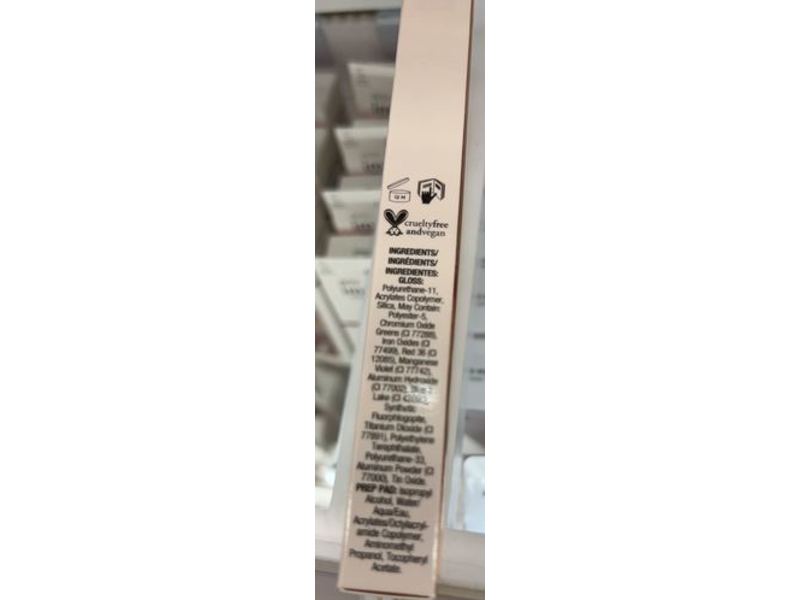 12 M
crueltyfree
andvegan
INGREDIENTS/
INGRÉDIENTS/
INGREDIENTES:
GLOSS:
Polyurethane-11,
Acrylates Copolymer,
Silica, May Contain:
Polyester-5,
Chromium Oxide
Greens (CI 77288),
Iron Oxides (CI
77499), Red 36 (CI
12085), Manganese
Violet (CI 77742),
Aluminum Hydroxide
(CI 77002),
Lake (CI
Synthetic
Fluorphlogopite,
Titanium Dioxide (CI
77891), Polyethylene
Terephthalate,
Polyurethane-33,
Aluminum Powder (CI
77000), Tin Oxide.
PREP PAD: Isopropyl
Alcohol, Water/
Aqua/Eau,
Acrylates/Octylacryl-
amide Copolymer,
Aminomethyl
Propanol, Tocopheryl
Acetate.